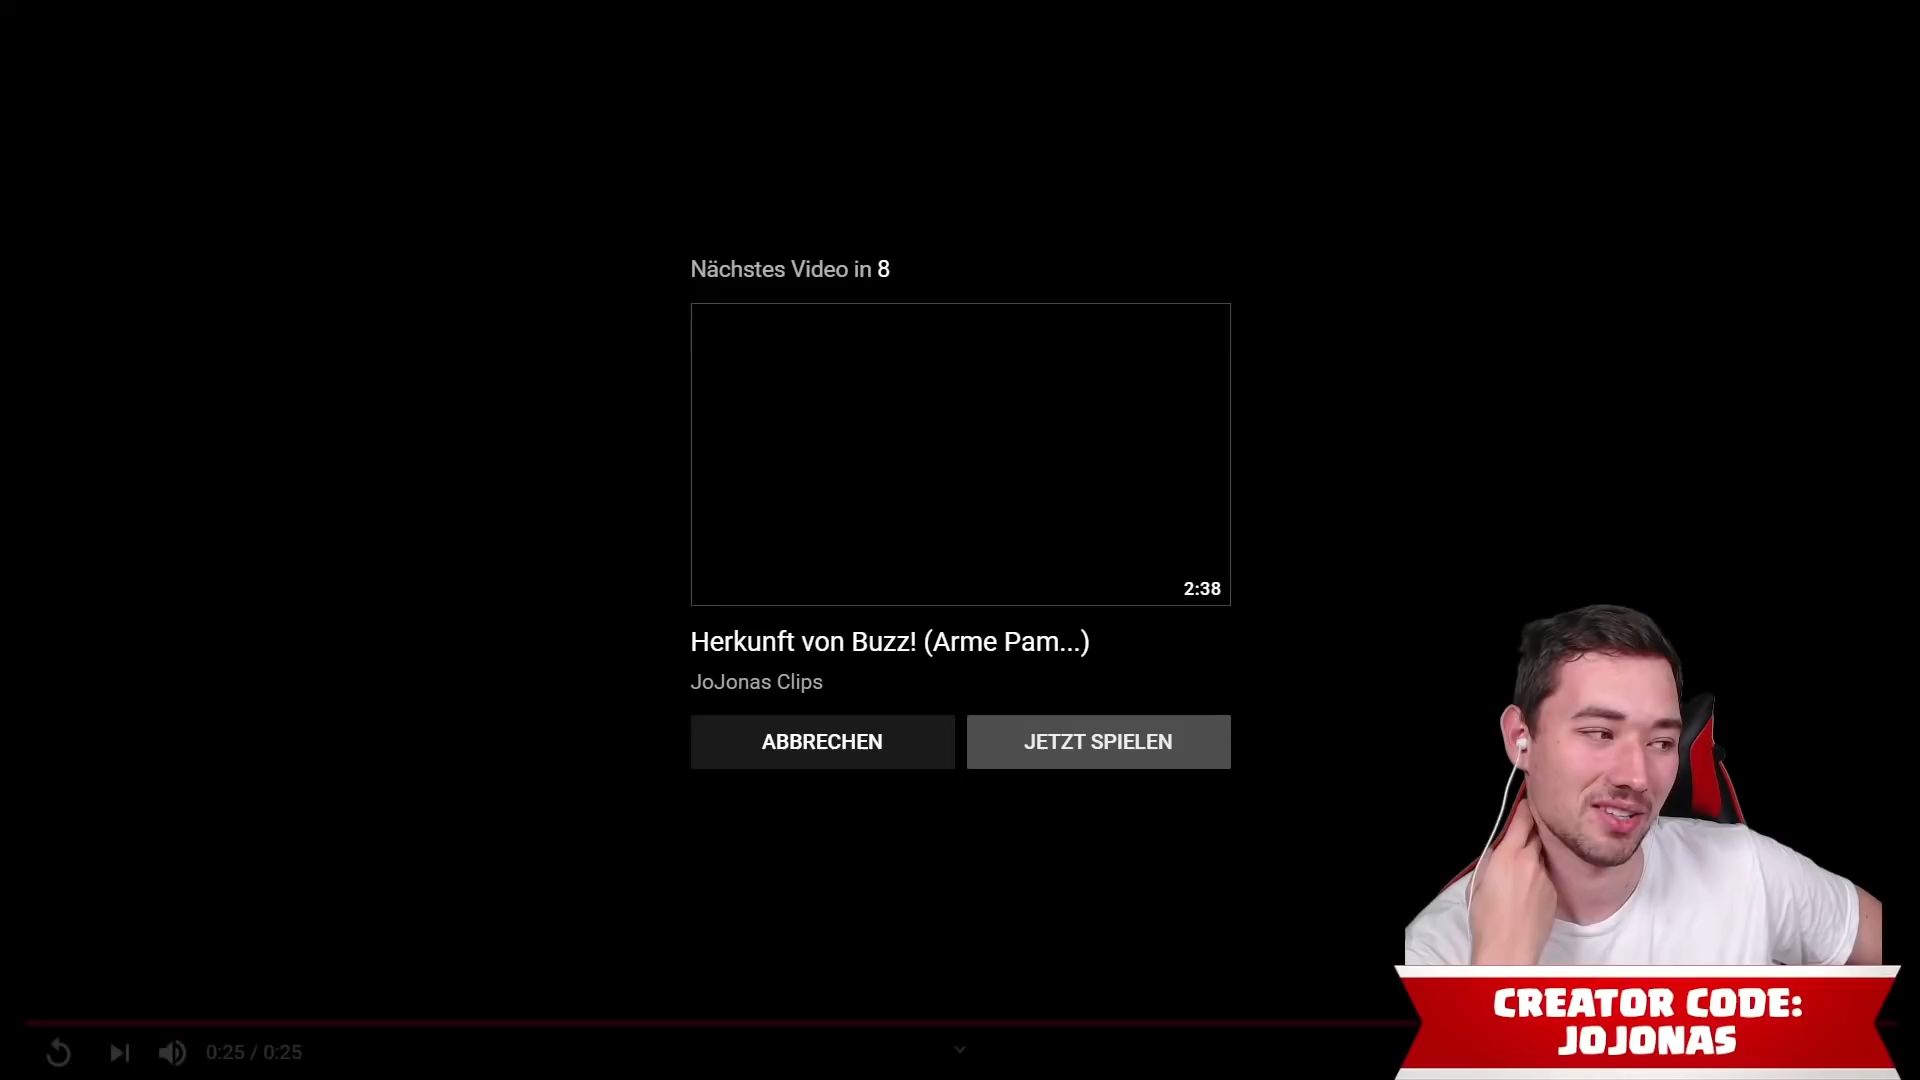 Nächstes Video in 8
2:38
Herkunft von Buzz! (Arme Pam...)
JoJonas Clips
ABBRECHEN
JETZT SPIELEN
0:25 / 0:25
CREATOR CODE:
JOJONAS